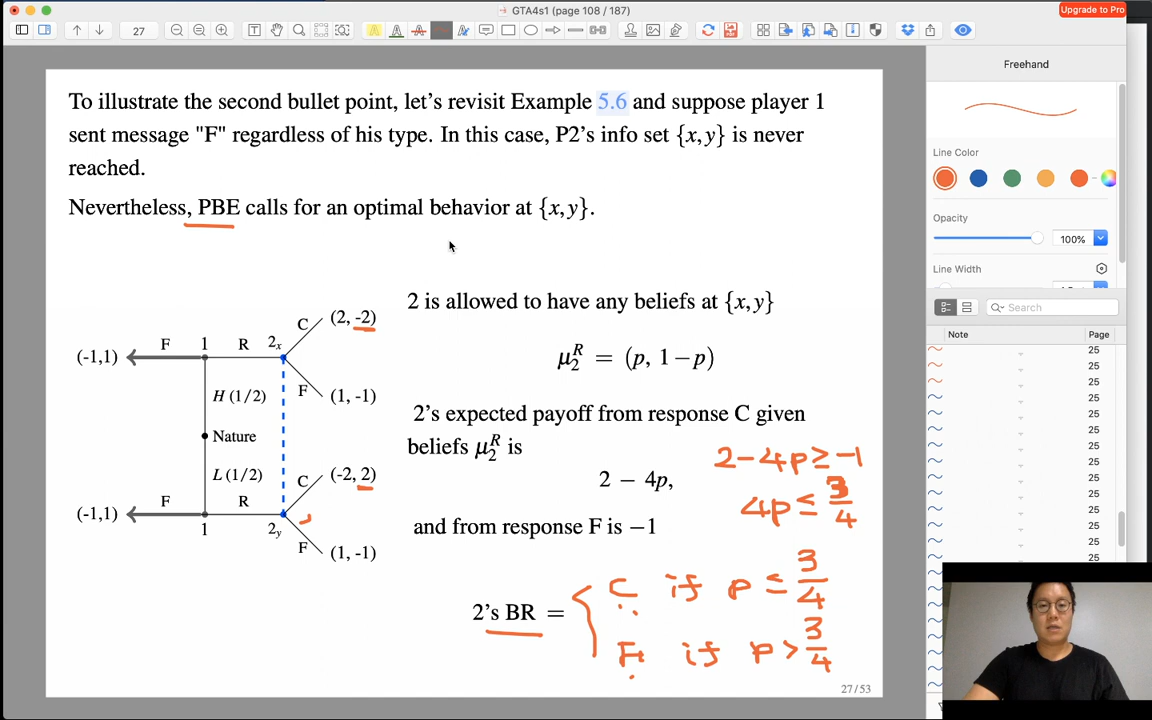 GTA4s1 (page 108 / 187)
Upgrade to Pro
27
Freehand
To illustrate the second bullet point, let's revisit Example 5.6 and suppose player 1
sent message "F" regardless of his type. In this case, P2's info set {x,y} is never
reached.
Nevertheless, PBE calls for an optimal behavior at {x,y}.
Line Color
Opacity
100%
Line Width
Search
Note Page
25
25
25
25
25
25
25
25
25
25
25
25
25
25
2 is allowed to have any beliefs at {x,y}
μ₂ᴿ = (p, 1−p)
2's expected payoff from response C given
beliefs μ₂ᴿ is
2 − 4p,
and from response F is −1
2's BR =
2-4p≥-1
4p≤3/4
C if p ≤ 3/4
F if p > 3/4
C (2, -2)
(-1,1) F 1 R 2x
F (1, -1)
H (1/2)
Nature
L (1/2)
C (-2, 2)
(-1,1) F 1 R 2y
F (1, -1)
27/53